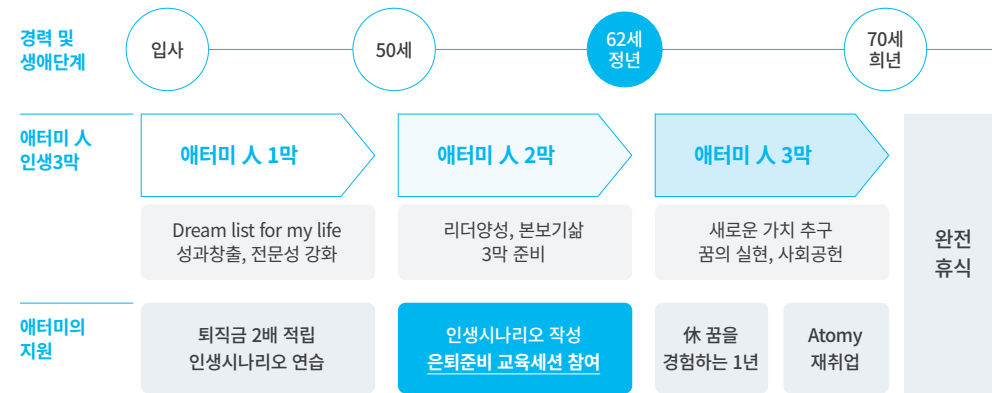 경력 및
생애단계
입사
50세
62세
정년
70세
희년
애터미 人
인생3막
애터미 人 1막
애터미 人 2막
애터미 人 3막
Dream list for my life
성과창출, 전문성 강화
리더양성, 본보기삶
3막 준비
새로운 가치 추구
꿈의 실현, 사회공헌
완전
휴식
애터미의
지원
퇴직금 2배 적립
인생시나리오 연습
인생시나리오 작성
은퇴준비 교육세션 참여
休 꿈을
경험하는 1년
Atomy
재취업